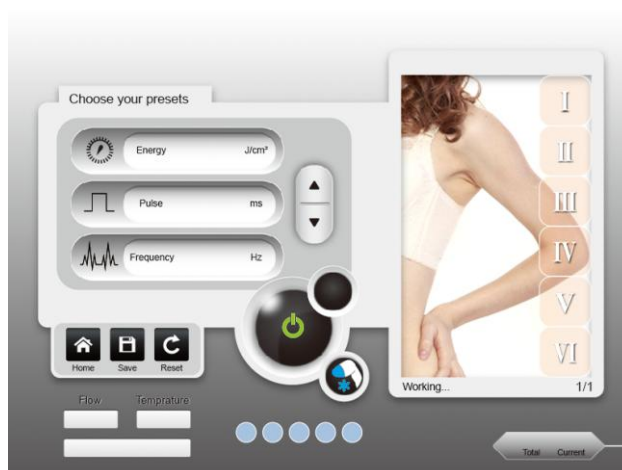 Choose your presets
Energy J/cm²
Pulse ms
Frequency Hz
Home Save Reset
Flow Temprature
I
II
III
IV
V
VI
Working... 1/1
Total Current